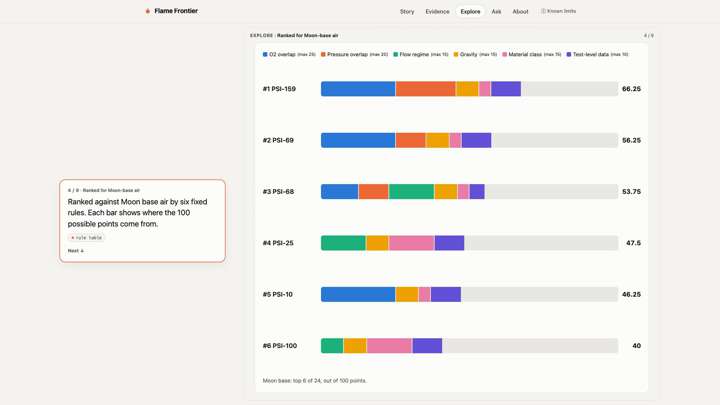 Flame Frontier
Story Evidence Explore Ask About ⓘ Known limits
EXPLORE · Ranked for Moon-base air
4 / 9
O2 overlap (max 25) Pressure overlap (max 20) Flow regime (max 15) Gravity (max 15) Material class (max 15) Test-level data (max 10)
#1 PSI-159 66.25
#2 PSI-69 56.25
#3 PSI-68 53.75
#4 PSI-25 47.5
#5 PSI-10 46.25
#6 PSI-100 40
Moon base: top 6 of 24, out of 100 points.
Ranked for Moon-base air
Ranked against Moon base air by six fixed
rules. Each bar shows where the 100
possible points come from.
rule table
Next ↓